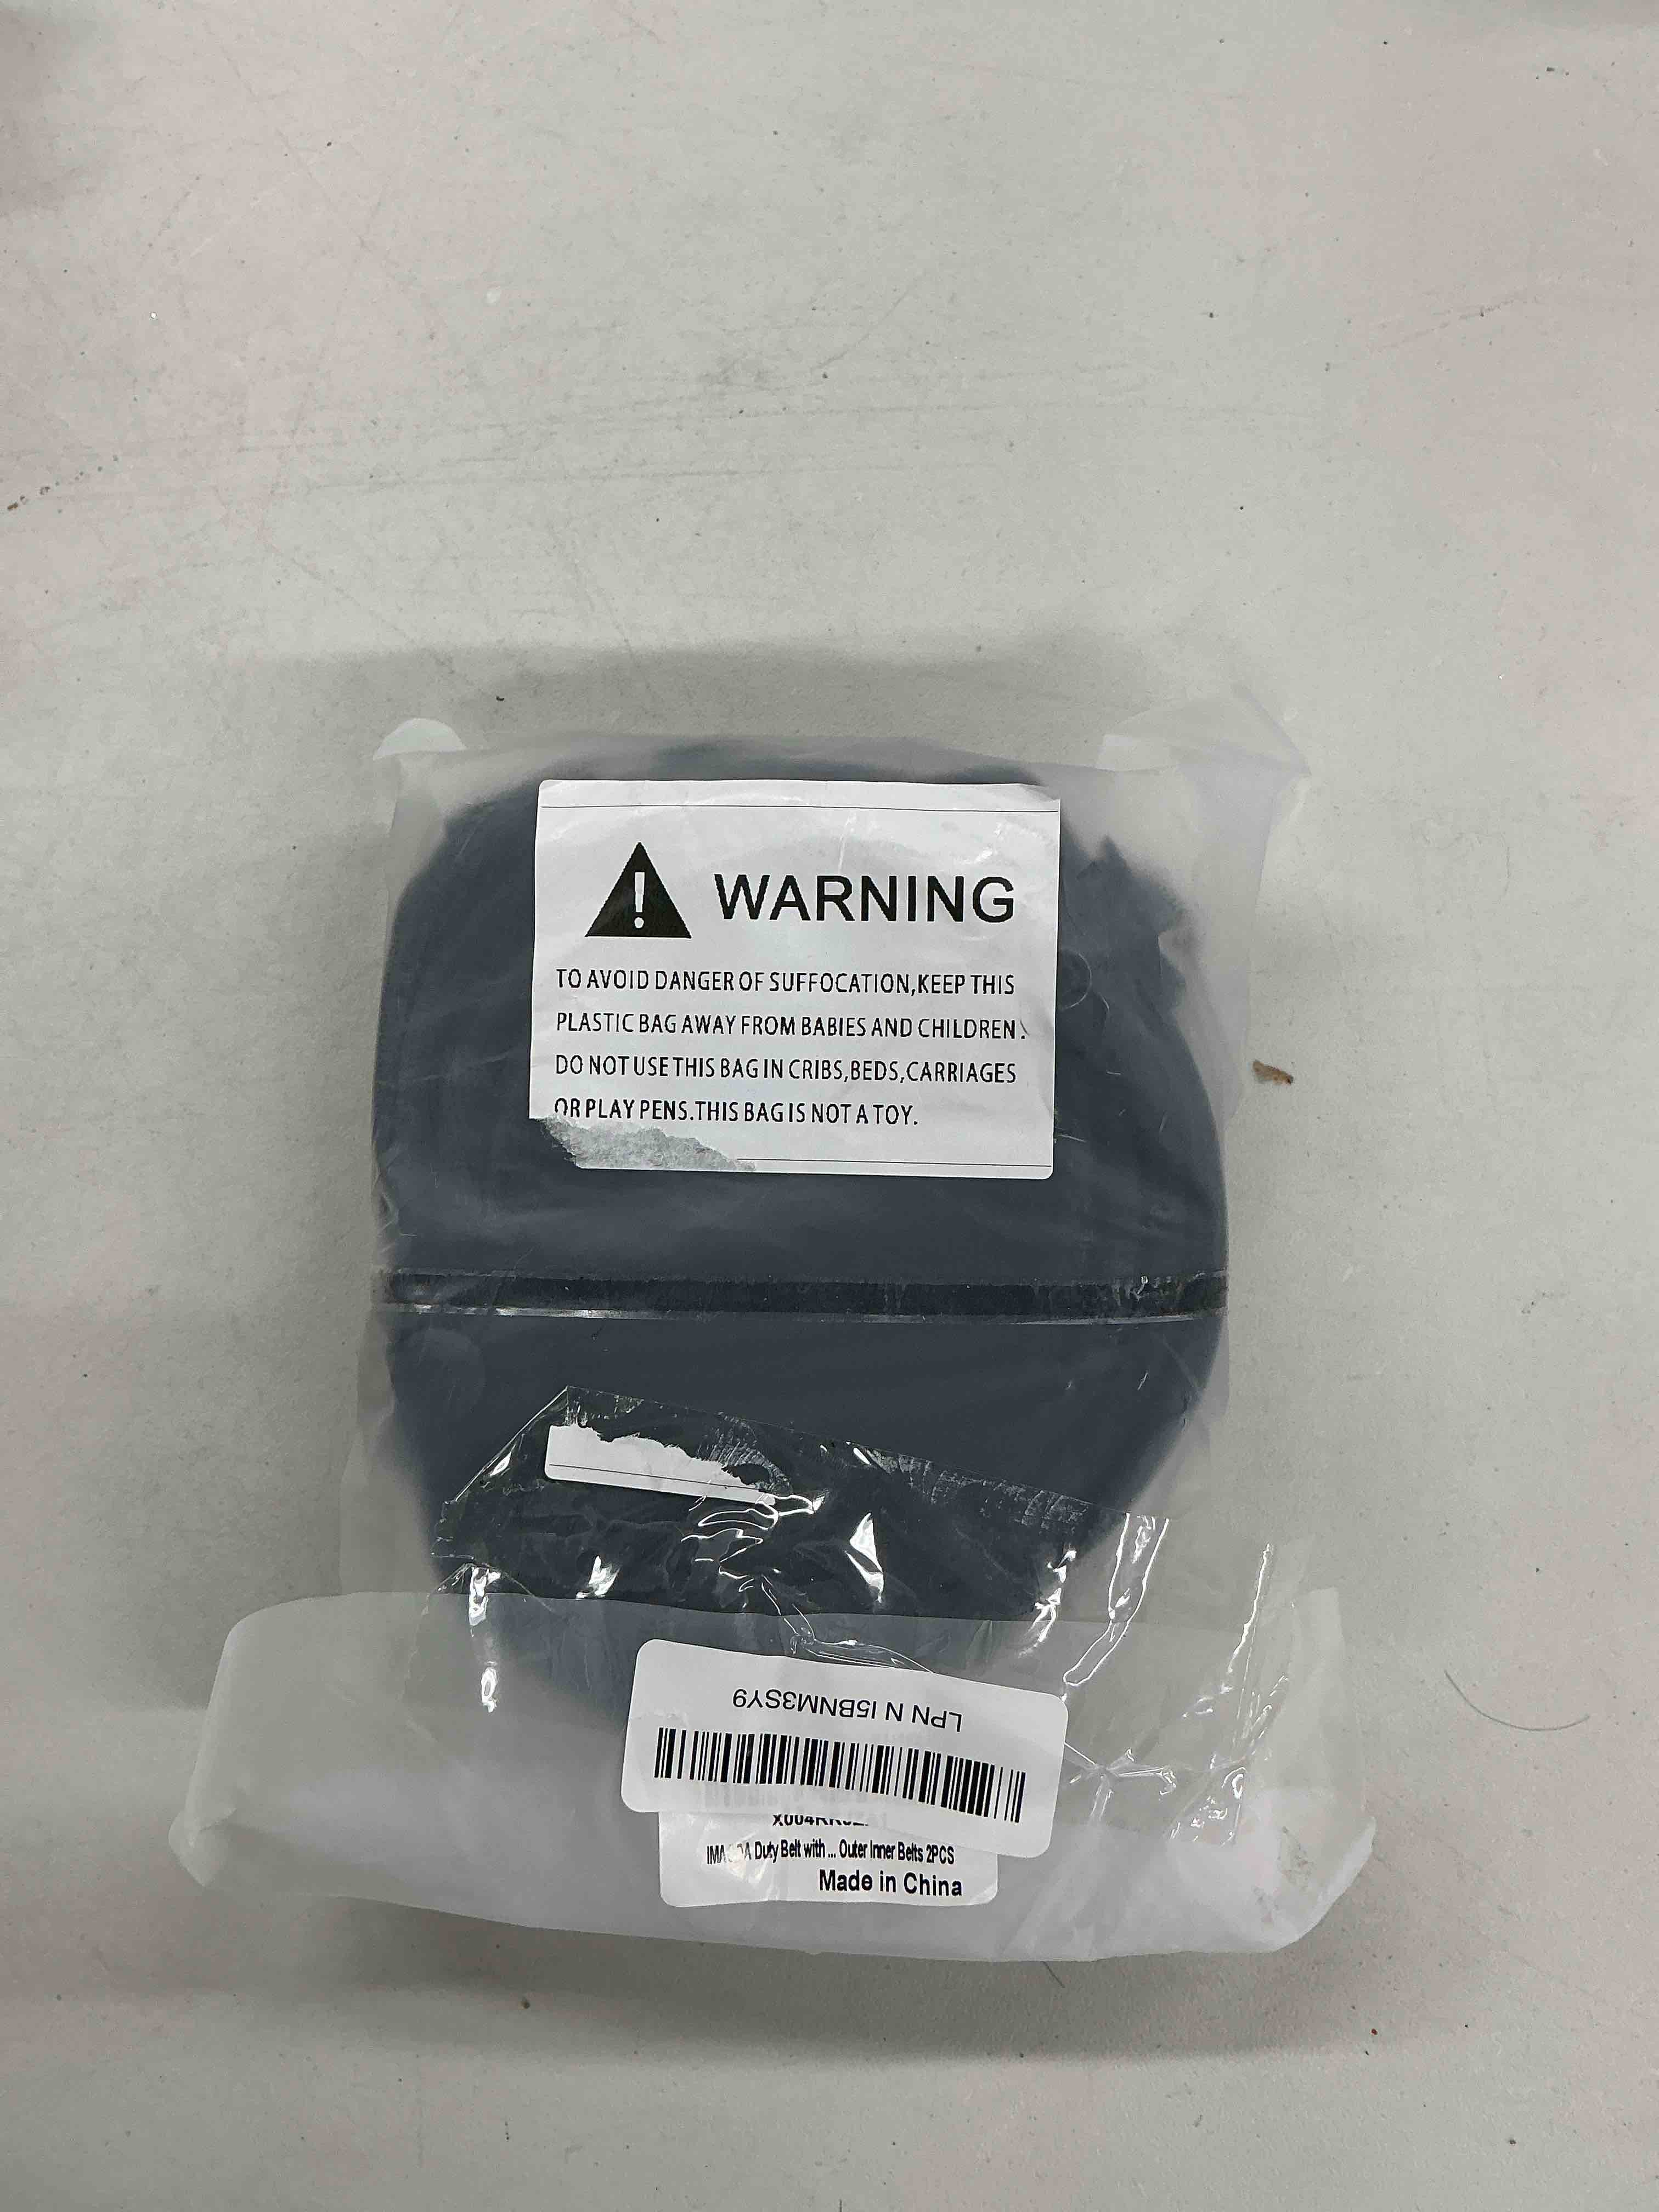 WARNING
TO AVOID DANGER OF SUFFOCATION,KEEP THIS
PLASTIC BAG AWAY FROM BABIES AND CHILDREN.
DO NOT USE THIS BAG IN CRIBS,BEDS,CARRIAGES
OR PLAY PENS.THIS BAG IS NOT A TOY.
LPN N I5BNM3SY9
Duty Belt with ... Outer Inner Belts 2PCS
Made in China